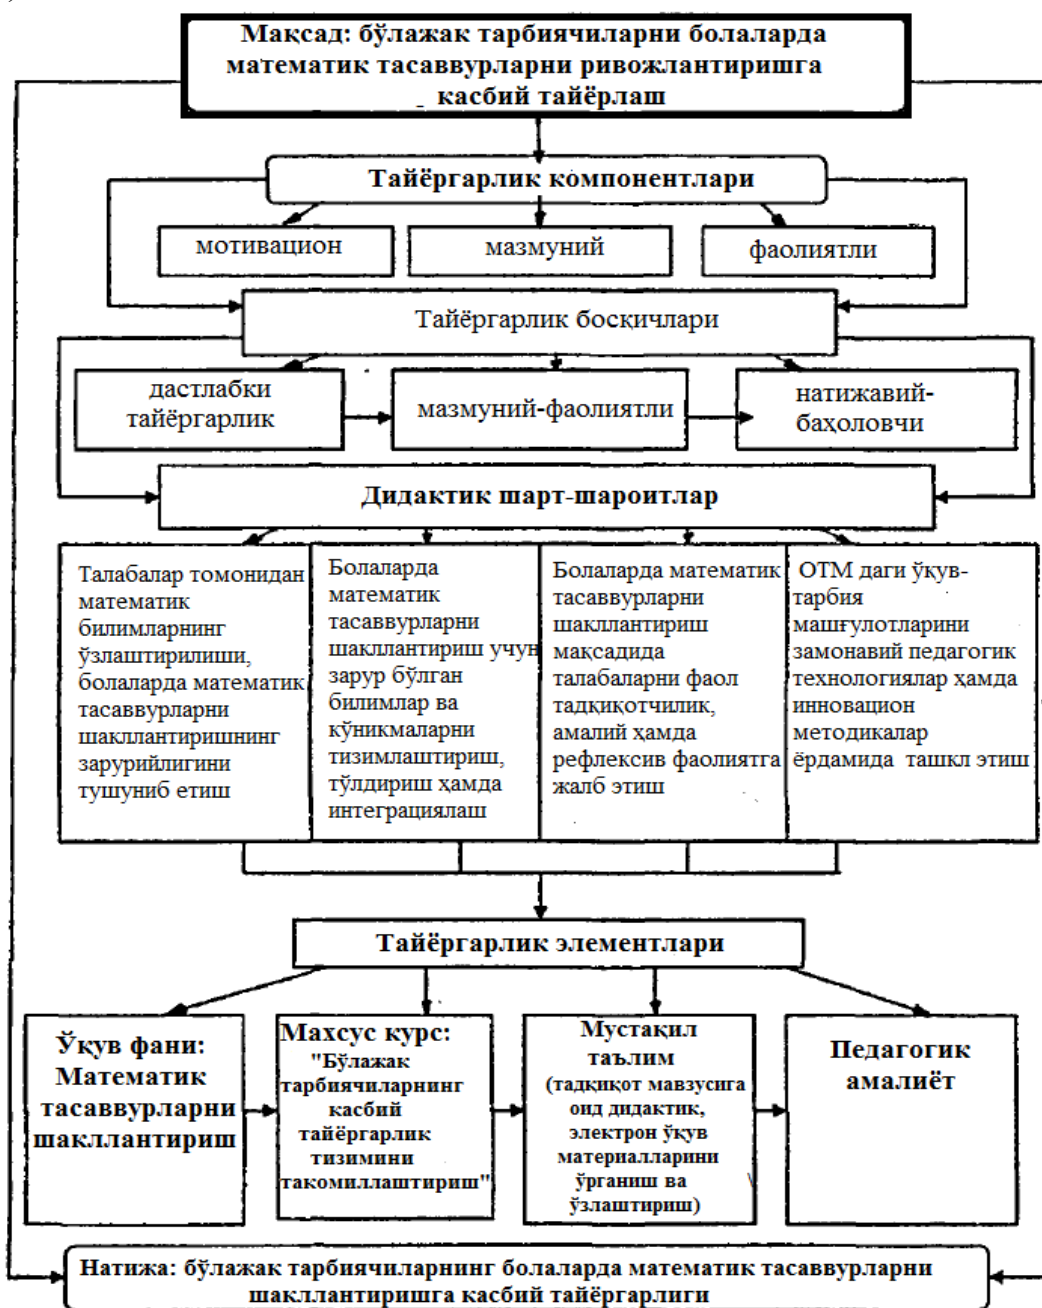 Мақсад: бўлажак тарбиячиларни болаларда
математик тасаввурларни ривожлантиришга
касбий тайёрлаш
Тайёргарлик компонентлари
мотивацион
мазмуний
фаолиятли
Тайёргарлик босқичлари
дастлабки
тайёргарлик
мазмуний-фаолиятли
натижавий-
баҳоловчи
Дидактик шарт-шароитлар
Талабалар томонидан
математик
билимларнинг
ўзлаштирилиши,
болаларда математик
тасаввурларни
шакллантиришнинг
зарурийлигини
тушуниб етиш
Болаларда
математик
тасаввурларни
шакллантириш учун
зарур бўлган
билимлар ва
кўникмаларни
тизимлаштириш,
тўлдириш ҳамда
интеграциялаш
Болаларда математик
тасаввурларни
шакллантириш
мақсадида
талабаларни фаол
тадқиқотчилик,
амалий ҳамда
рефлексив фаолиятга
жалб этиш
ОТМ даги ўқув-
тарбия
машғулотларини
замонавий педагогик
технологиялар ҳамда
инновацион
методикалар
ёрдамида ташкл этиш
Тайёргарлик элементлари
Ўқув фани:
Математик
тасаввурларни
шакллантириш
Махсус курс:
"Бўлажак
тарбиячиларнинг
касбий
тайёргарлик
тизимини
такомиллаштириш"
Мустақил
таълим
(тадқиқот мавзусига
оид дидактик,
электрон ўқув
материалларини
ўрганиш ва
ўзлаштириш)
Педагогик
амалиёт
Натижа: бўлажак тарбиячиларнинг болаларда математик тасаввурларни
шакллантиришга касбий тайёргарлиги